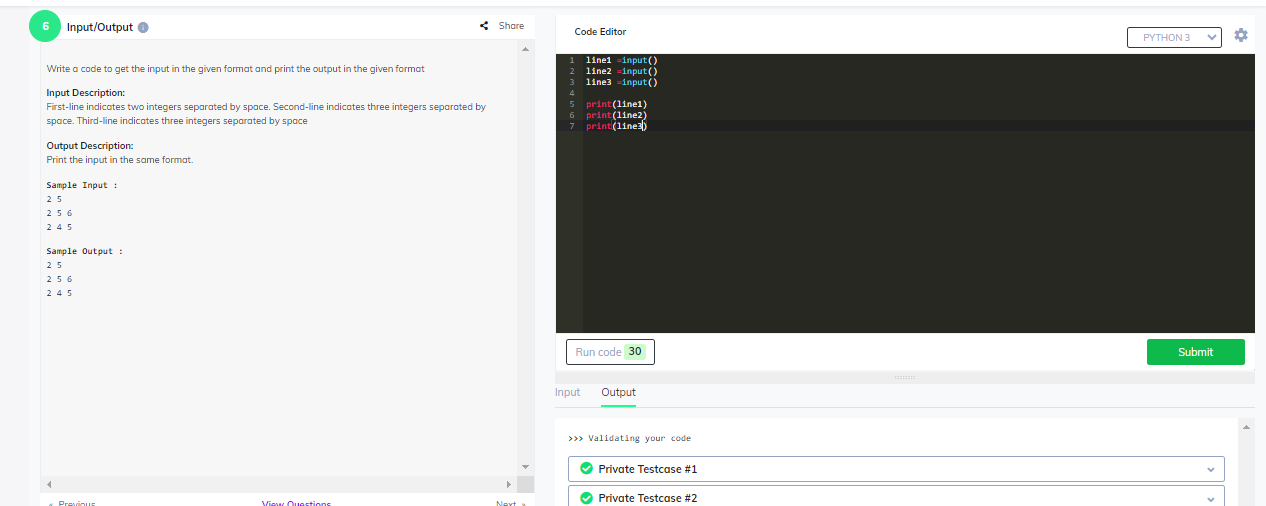 6 Input/Output
Share
Write a code to get the input in the given format and print the output in the given format
Input Description:
First-line indicates two integers separated by space. Second-line indicates three integers separated by
space. Third-line indicates three integers separated by space
Output Description:
Print the input in the same format.
Sample Input :
2 5
2 5 6
2 4 5
Sample Output :
2 5
2 5 6
2 4 5
« Previous
View Questions
Next »
Code Editor
PYTHON 3
1 line1 =input()
2 line2 =input()
3 line3 =input()
4
5 print(line1)
6 print(line2)
7 print(line3)
Run code 30
Submit
Input Output
>>> Validating your code
Private Testcase #1
Private Testcase #2